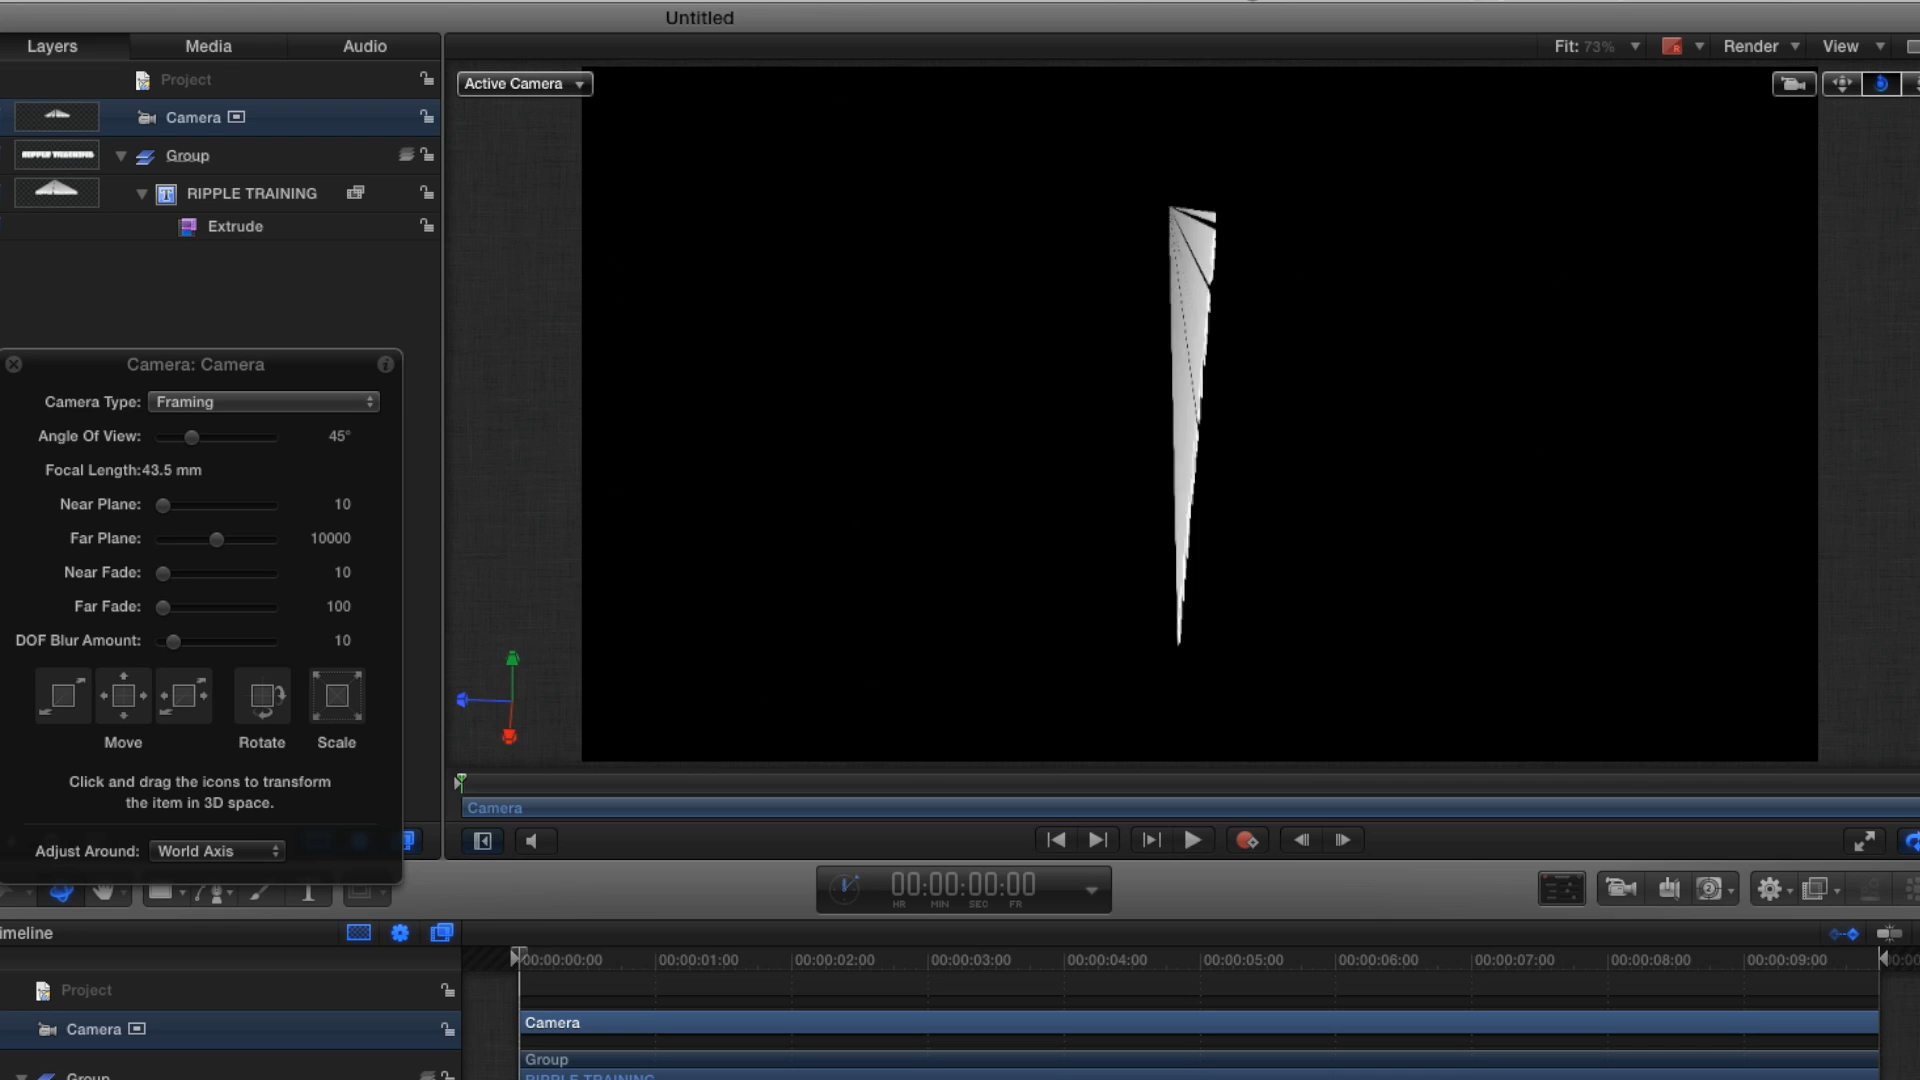 Untitled
Layers
Media
Audio
Fit: 73%
Render
View
Project
Active Camera
Camera
RIPPLE TRAINING
Group
RIPPLE TRAINING
Extrude
Camera: Camera
Camera Type: Framing
Angle Of View: 45°
Focal Length:43.5 mm
Near Plane: 10
Far Plane: 10000
Near Fade: 10
Far Fade: 100
DOF Blur Amount: 10
Move
Rotate
Scale
Click and drag the icons to transform
the item in 3D space.
Adjust Around: World Axis
Camera
00:00:00:00
HR MIN SEC FR
imeline
00:00:00:00
00:00:01:00
00:00:02:00
00:00:03:00
00:00:04:00
00:00:05:00
00:00:06:00
00:00:07:00
00:00:08:00
00:00:09:00
Project
Camera
Camera
Group
Group
RIPPLE TRAINING